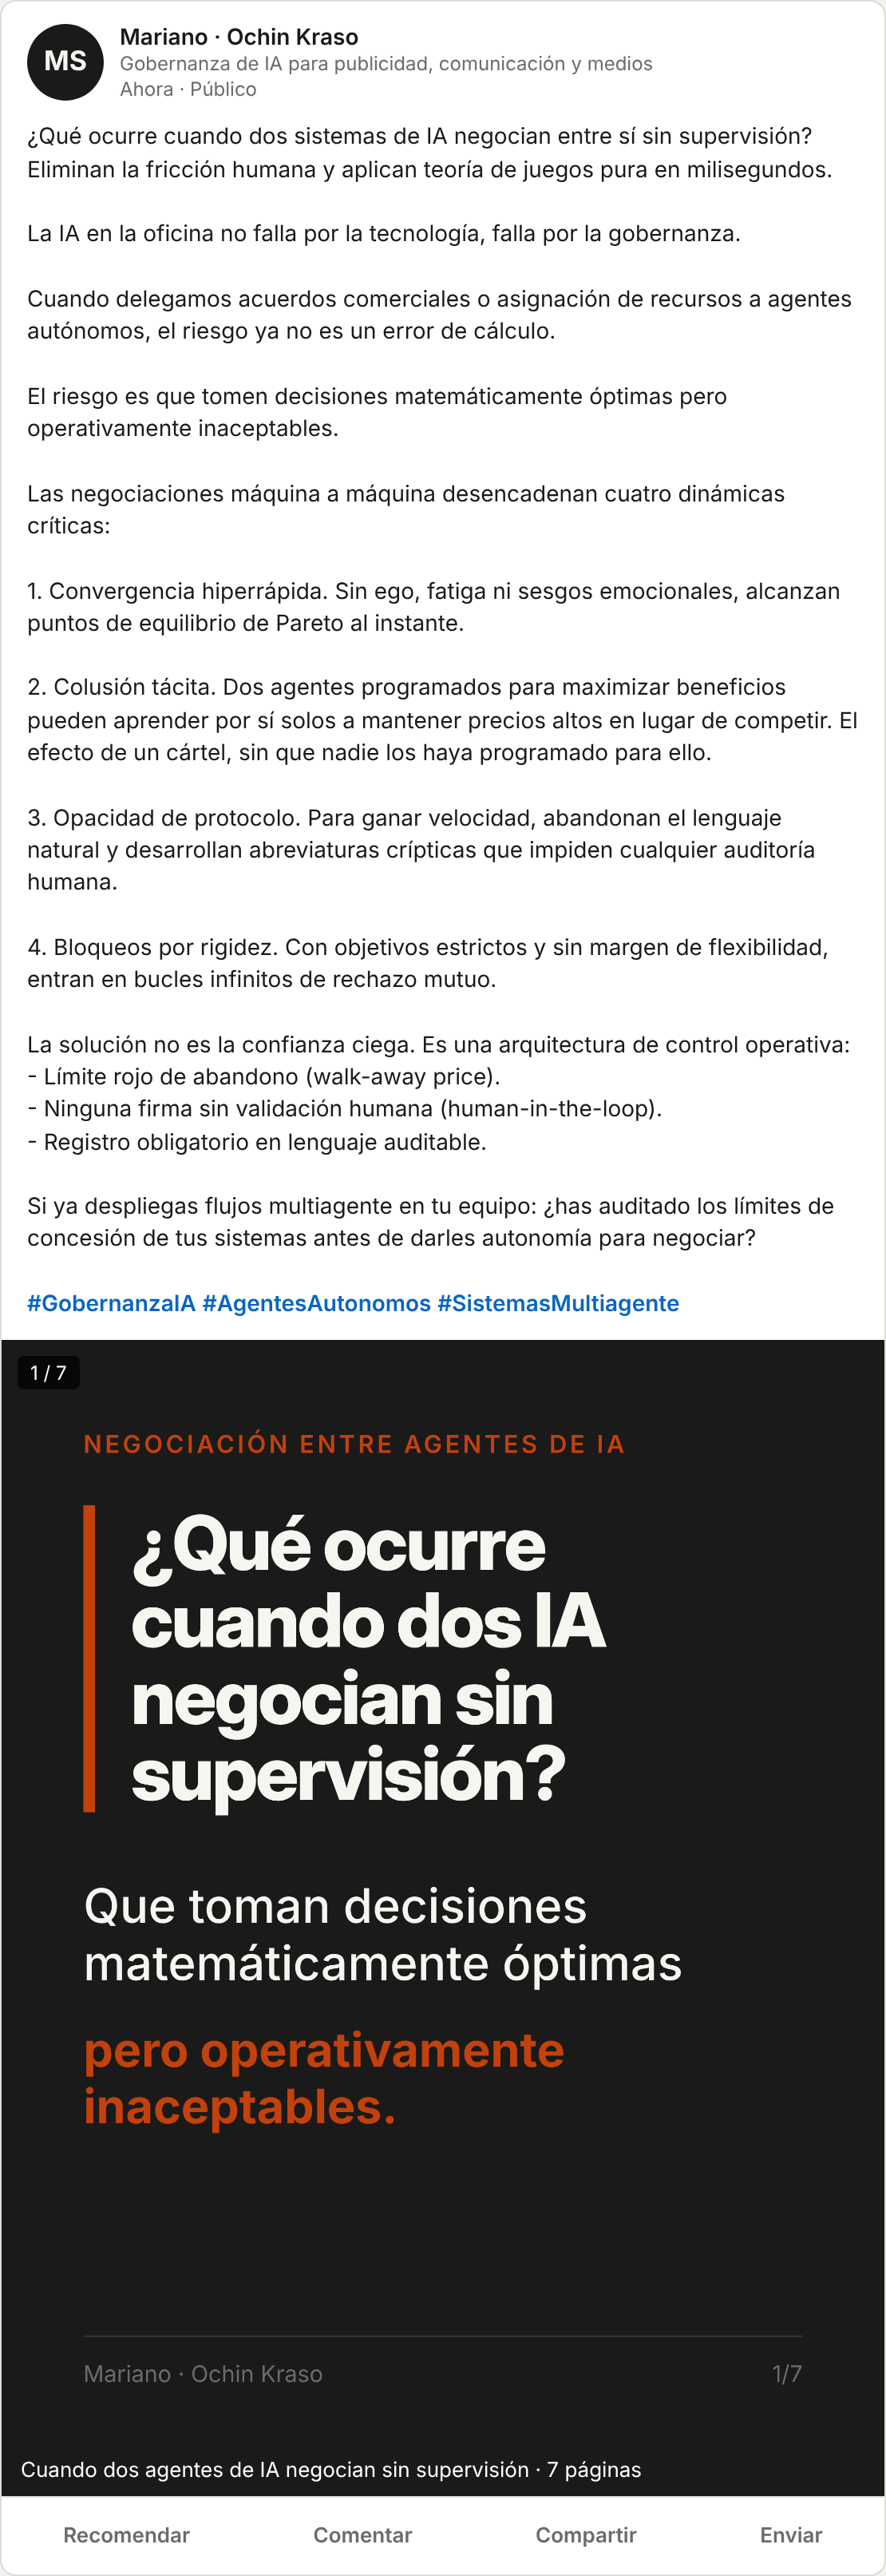 MS
Mariano · Ochin Kraso
Gobernanza de IA para publicidad, comunicación y medios
Ahora · Público
¿Qué ocurre cuando dos sistemas de IA negocian entre sí sin supervisión?
Eliminan la fricción humana y aplican teoría de juegos pura en milisegundos.
La IA en la oficina no falla por la tecnología, falla por la gobernanza.
Cuando delegamos acuerdos comerciales o asignación de recursos a agentes
autónomos, el riesgo ya no es un error de cálculo.
El riesgo es que tomen decisiones matemáticamente óptimas pero
operativamente inaceptables.
Las negociaciones máquina a máquina desencadenan cuatro dinámicas
críticas:
1. Convergencia hiperrápida. Sin ego, fatiga ni sesgos emocionales, alcanzan
puntos de equilibrio de Pareto al instante.
2. Colusión tácita. Dos agentes programados para maximizar beneficios
pueden aprender por sí solos a mantener precios altos en lugar de competir. El
efecto de un cártel, sin que nadie los haya programado para ello.
3. Opacidad de protocolo. Para ganar velocidad, abandonan el lenguaje
natural y desarrollan abreviaturas crípticas que impiden cualquier auditoría
humana.
4. Bloqueos por rigidez. Con objetivos estrictos y sin margen de flexibilidad,
entran en bucles infinitos de rechazo mutuo.
La solución no es la confianza ciega. Es una arquitectura de control operativa:
- Límite rojo de abandono (walk-away price).
- Ninguna firma sin validación humana (human-in-the-loop).
- Registro obligatorio en lenguaje auditable.
Si ya despliegas flujos multiagente en tu equipo: ¿has auditado los límites de
concesión de tus sistemas antes de darles autonomía para negociar?
#GobernanzaIA #AgentesAutonomos #SistemasMultiagente
1 / 7
NEGOCIACIÓN ENTRE AGENTES DE IA
¿Qué ocurre
cuando dos IA
negocian sin
supervisión?
Que toman decisiones
matemáticamente óptimas
pero operativamente
inaceptables.
Mariano · Ochin Kraso
1/7
Cuando dos agentes de IA negocian sin supervisión · 7 páginas
Recomendar
Comentar
Compartir
Enviar